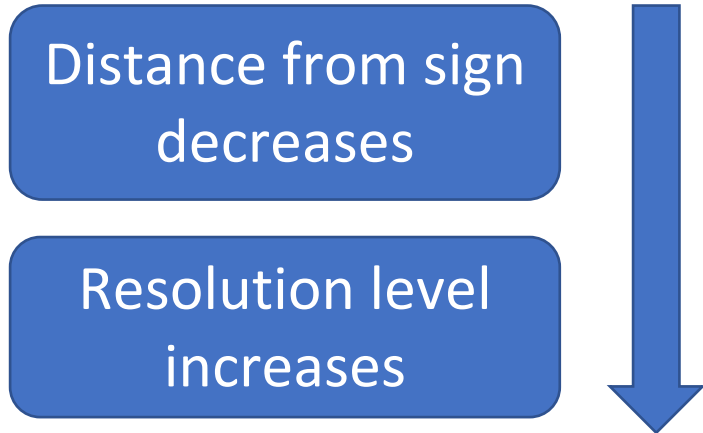 Distance from sign
decreases
Resolution level
increases